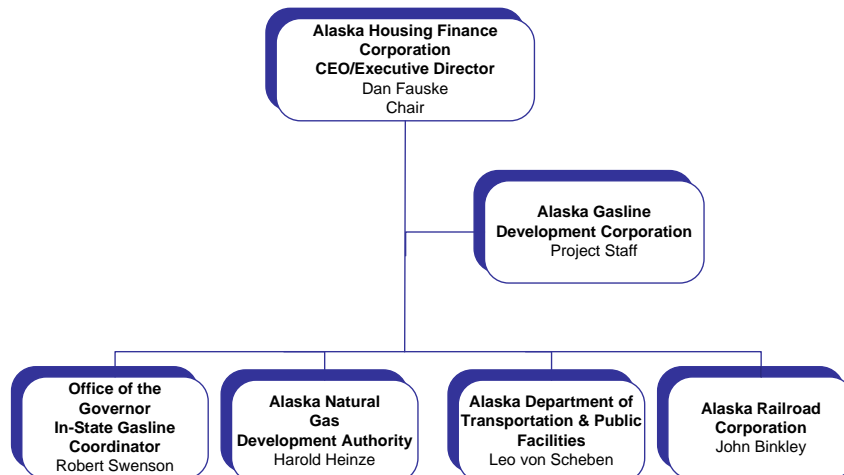 Alaska Housing Finance
Corporation
CEO/Executive Director
Dan Fauske
Chair
Alaska Gasline
Development Corporation
Project Staff
Office of the
Governor
In-State Gasline
Coordinator
Robert Swenson
Alaska Natural
Gas
Development Authority
Harold Heinze
Alaska Department of
Transportation & Public
Facilities
Leo von Scheben
Alaska Railroad
Corporation
John Binkley